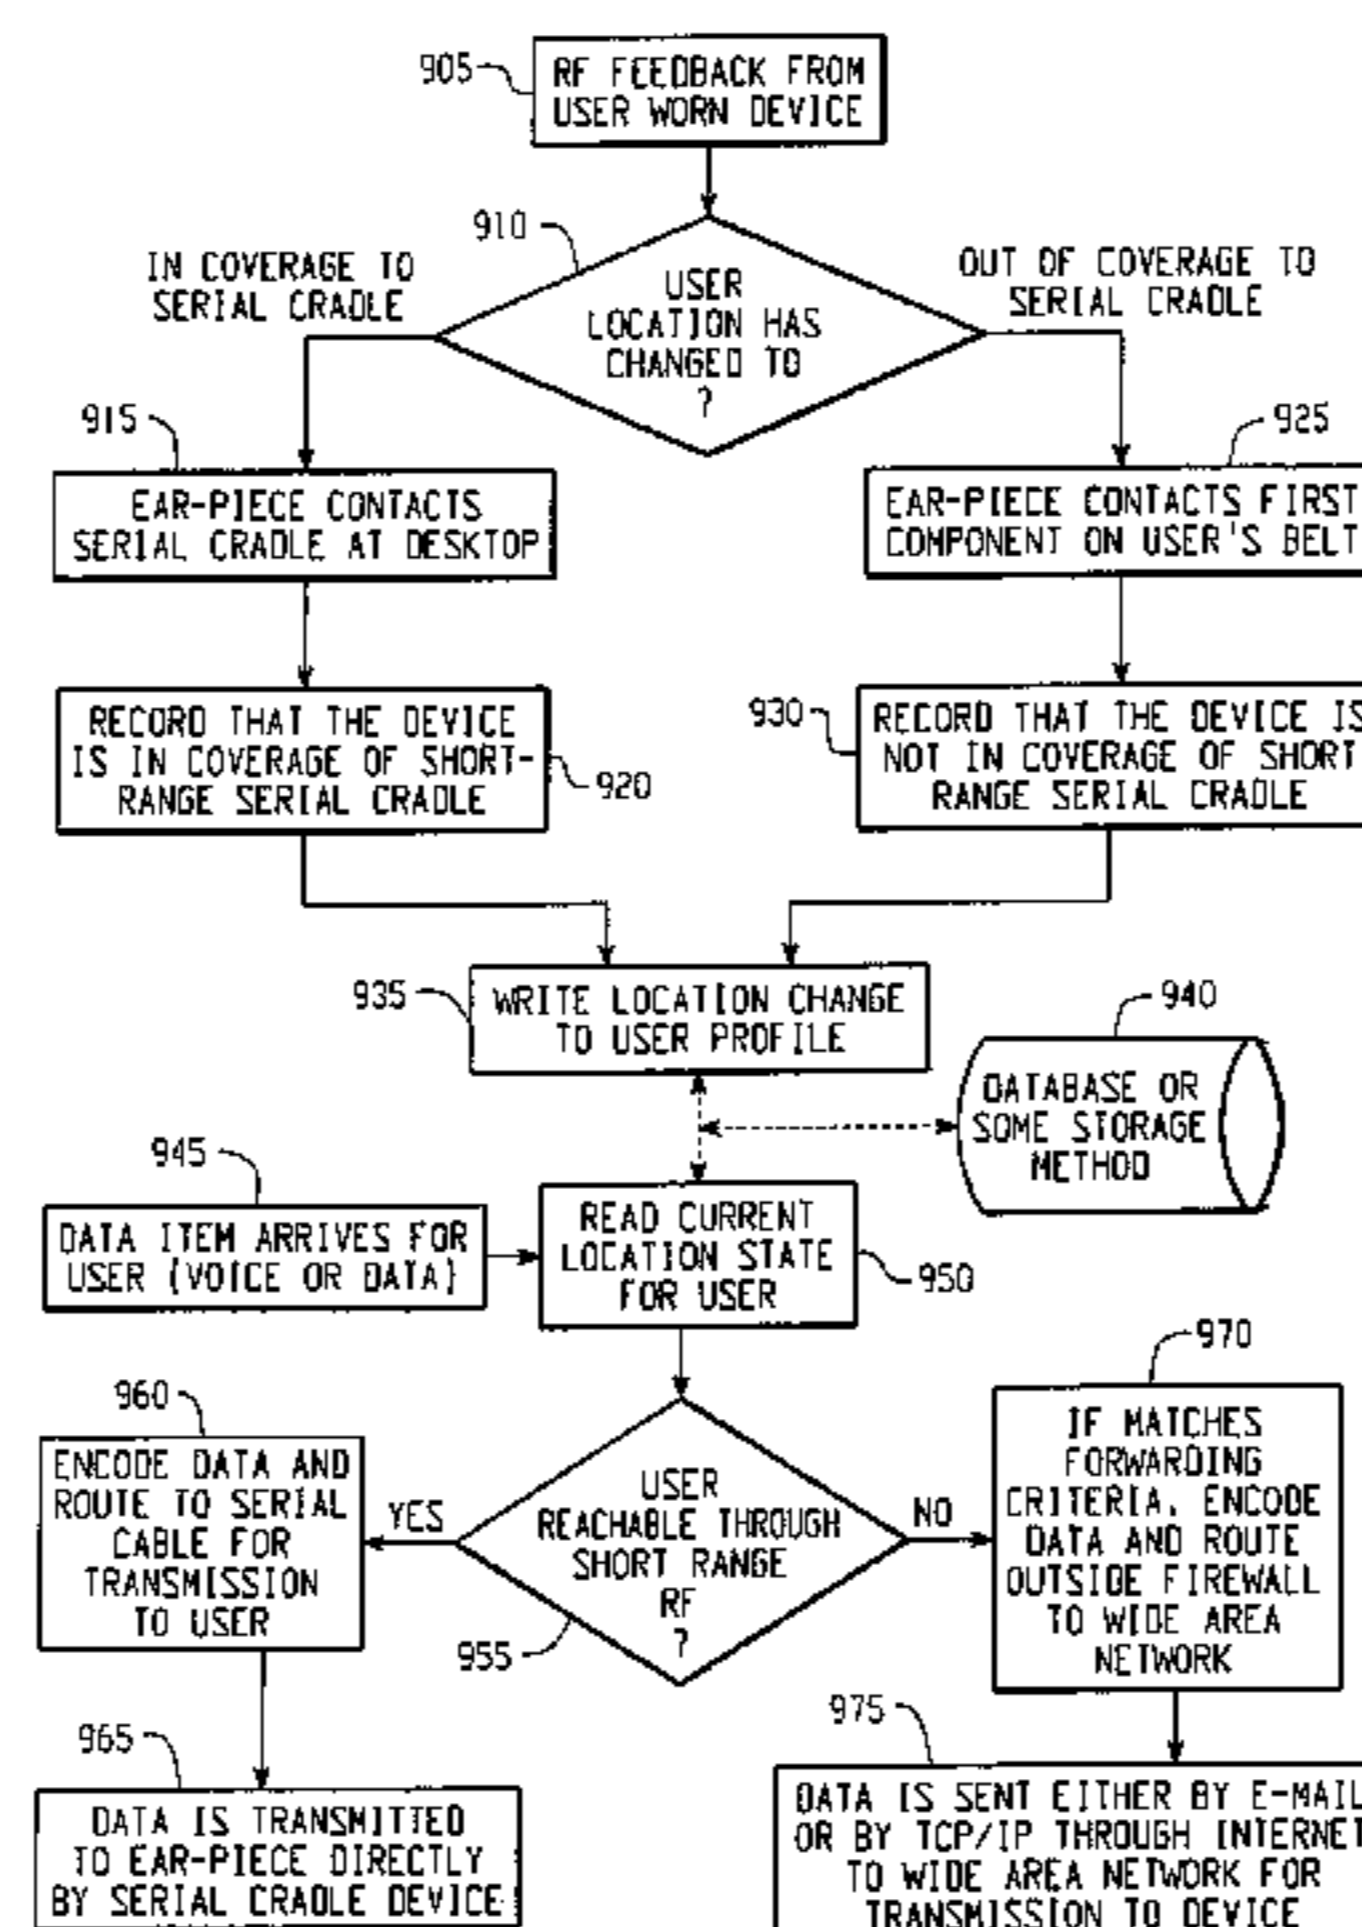 905
RF FEEDBACK FROM
USER WORN DEVICE
910
IN COVERAGE TO
SERIAL CRADLE
USER
LOCATION HAS
CHANGED TO
?
OUT OF COVERAGE TO
SERIAL CRADLE
915
EAR-PIECE CONTACTS
SERIAL CRADLE AT DESKTOP
925
EAR-PIECE CONTACTS FIRST
COMPONENT ON USER'S BELT
RECORD THAT THE DEVICE
IS IN COVERAGE OF SHORT-
RANGE SERIAL CRADLE
920
930
RECORD THAT THE DEVICE IS
NOT IN COVERAGE OF SHORT
RANGE SERIAL CRADLE
935
WRITE LOCATION CHANGE
TO USER PROFILE
940
DATABASE OR
SOME STORAGE
METHOD
945
DATA ITEM ARRIVES FOR
USER (VOICE OR DATA)
READ CURRENT
LOCATION STATE
FOR USER
950
960
ENCODE DATA AND
ROUTE TO SERIAL
CABLE FOR
TRANSMISSION
TO USER
YES
USER
REACHABLE THROUGH
SHORT RANGE
RF
?
955
NO
970
IF MATCHES
FORWARDING
CRITERIA, ENCODE
DATA AND ROUTE
OUTSIDE FIREWALL
TO WIDE AREA
NETWORK
965
DATA IS TRANSMITTED
TO EAR-PIECE DIRECTLY
BY SERIAL CRADLE DEVICE
975
DATA IS SENT EITHER BY E-MAIL
OR BY TCP/IP THROUGH INTERNET
TO WIDE AREA NETWORK FOR
TRANSMISSION TO DEVICE